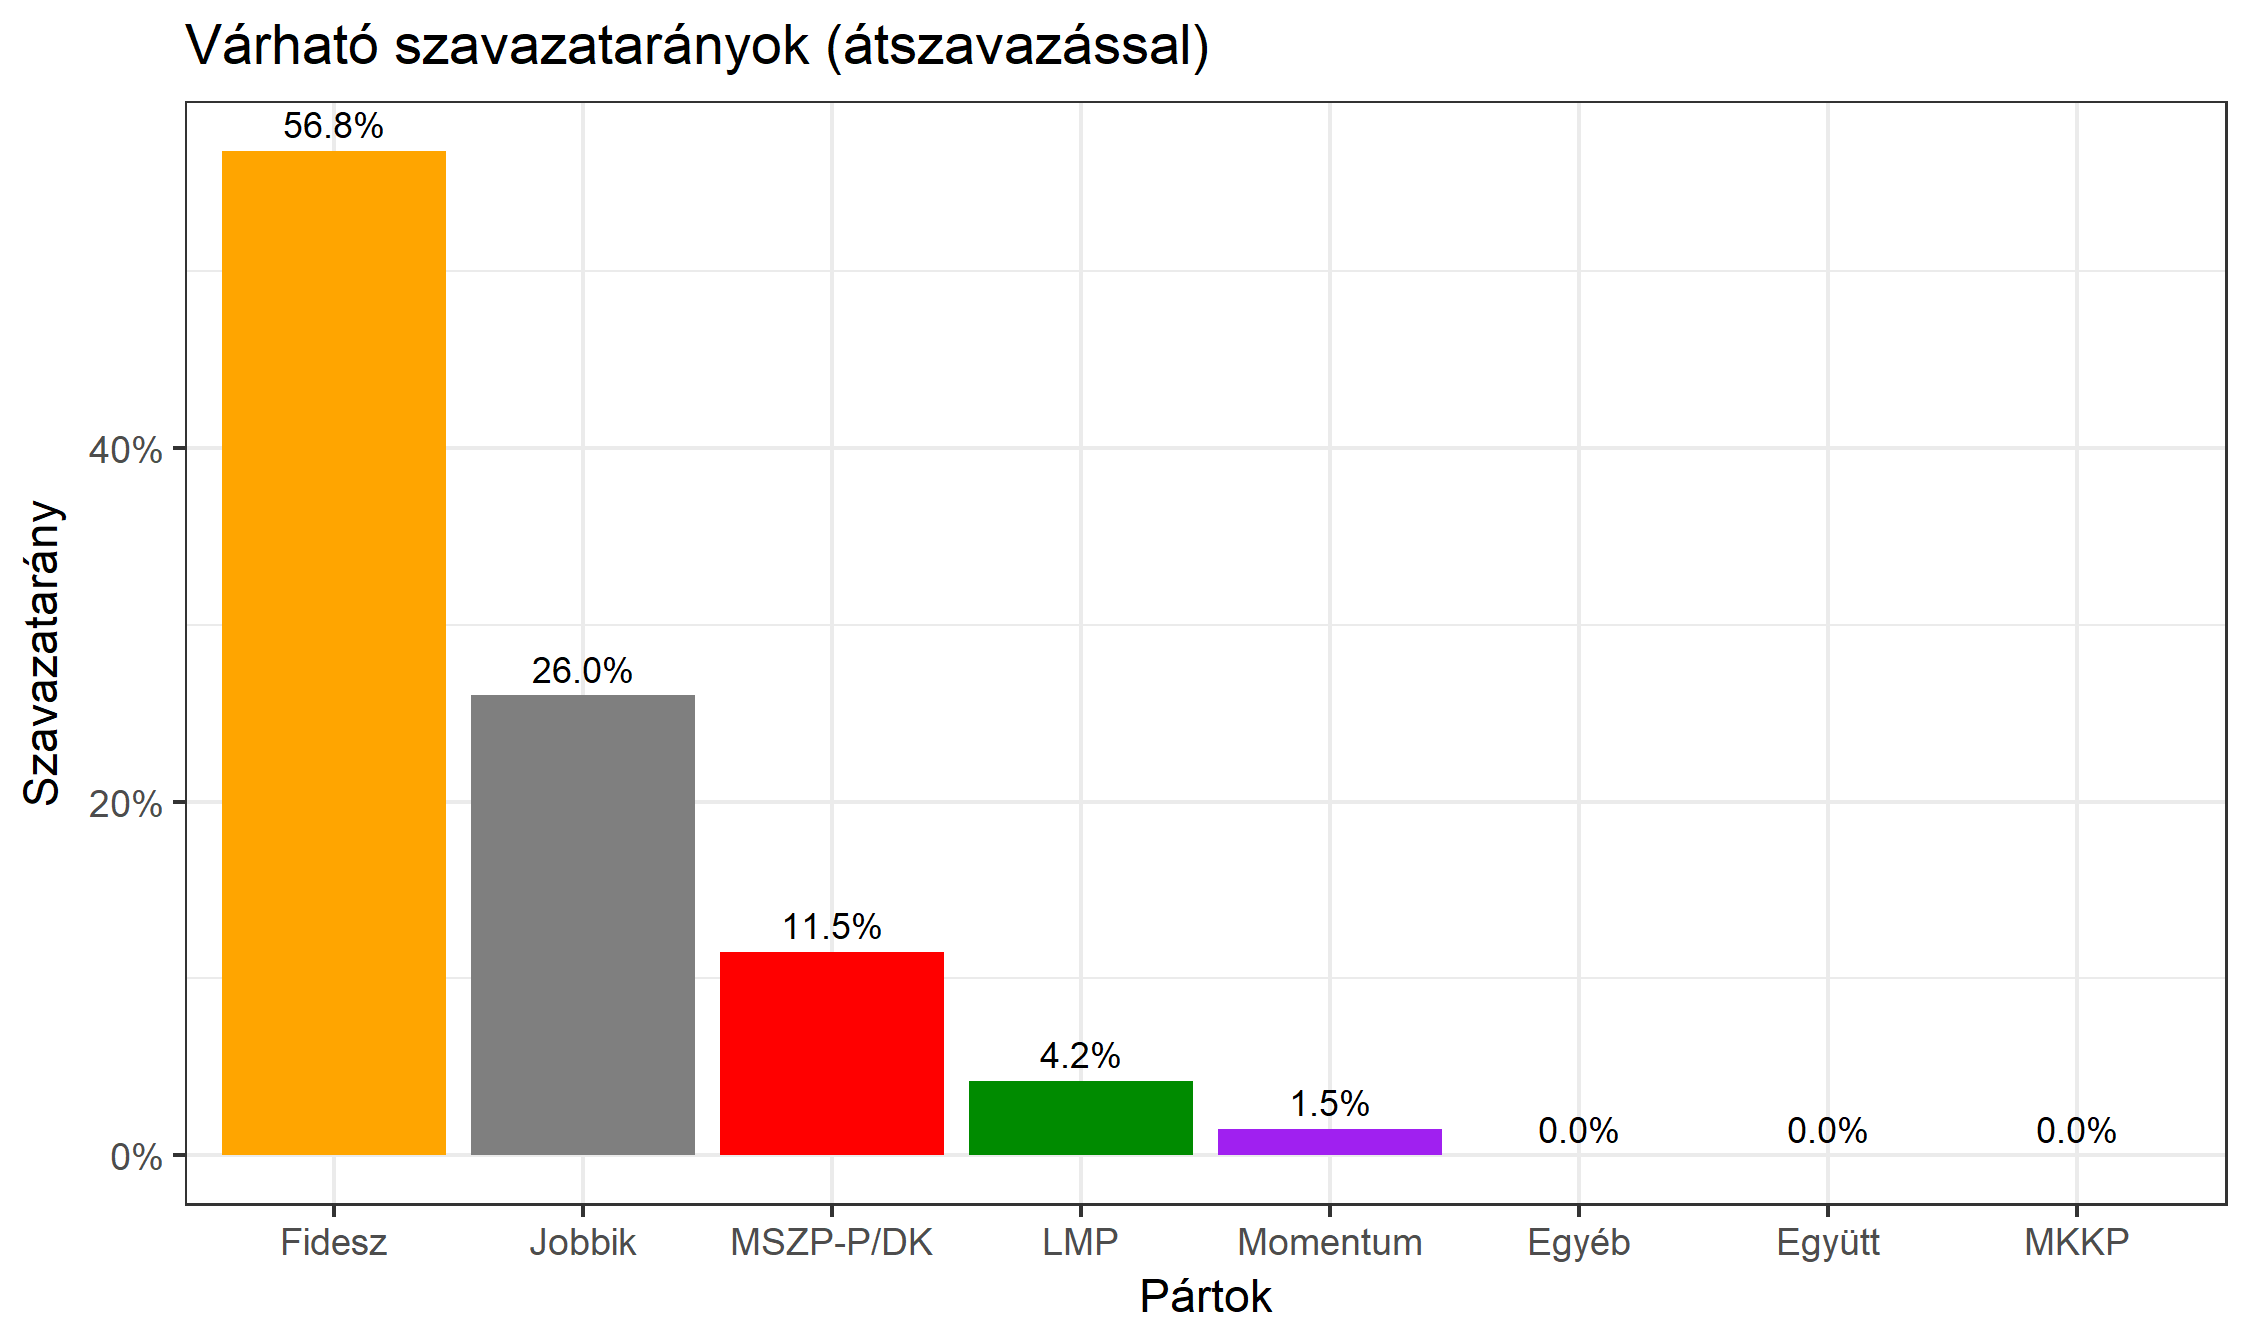 Várható szavazatarányok (átszavazással)
56.8%
26.0%
11.5%
4.2%
1.5%
0.0%
0.0%
0.0%
40%
20%
0%
Szavazatarány
Fidesz
Jobbik
MSZP-P/DK
LMP
Momentum
Egyéb
Együtt
MKKP
Pártok